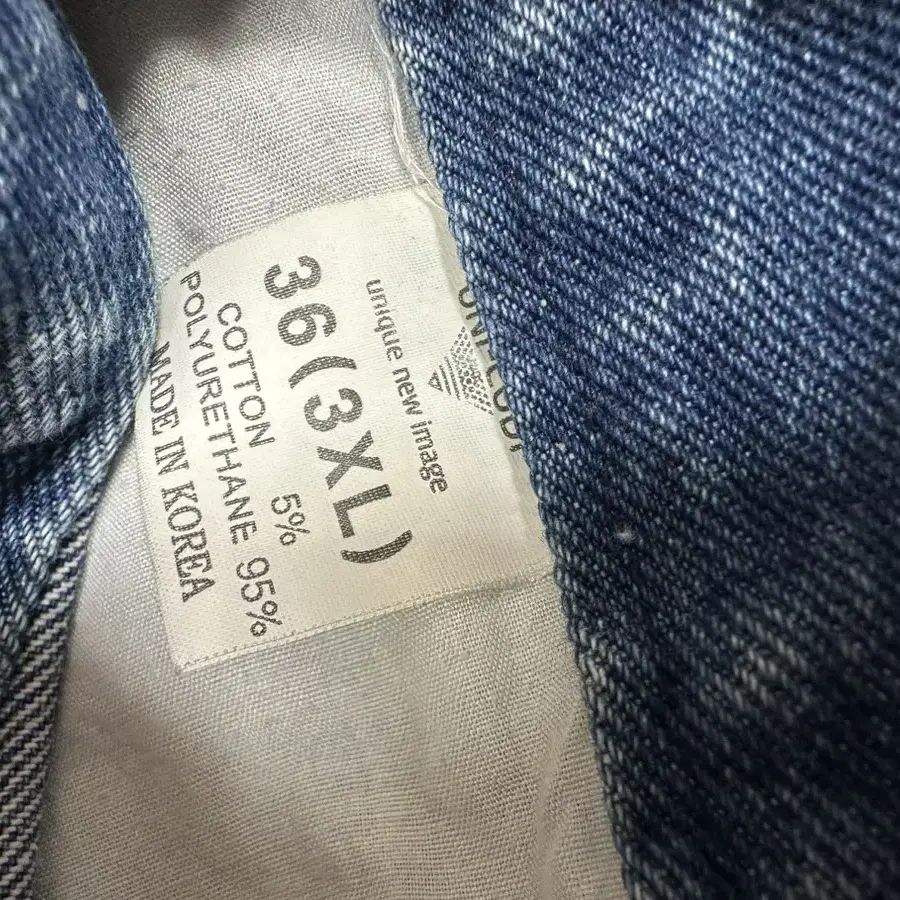 unique new image
36(3XL)
COTTON 5%
POLYURETHANE 95%
MADE IN KOREA